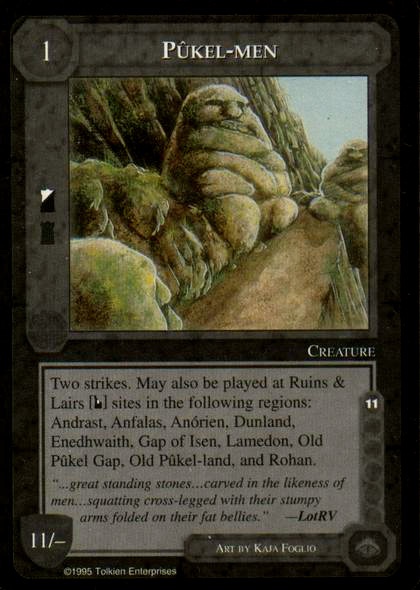 1
PÛKEL-MEN
CREATURE
Two strikes. May also be played at Ruins &
Lairs [] sites in the following regions:
Andrast, Anfalas, Anórien, Dunland,
Enedhwaith, Gap of Isen, Lamedon, Old
Pûkel Gap, Old Pûkel-land, and Rohan.
11
"...great standing stones...carved in the likeness of
men...squatting cross-legged with their stumpy
arms folded on their fat bellies." —LotRV
11/–
ART BY KAJA FOGLIO
©1995 Tolkien Enterprises